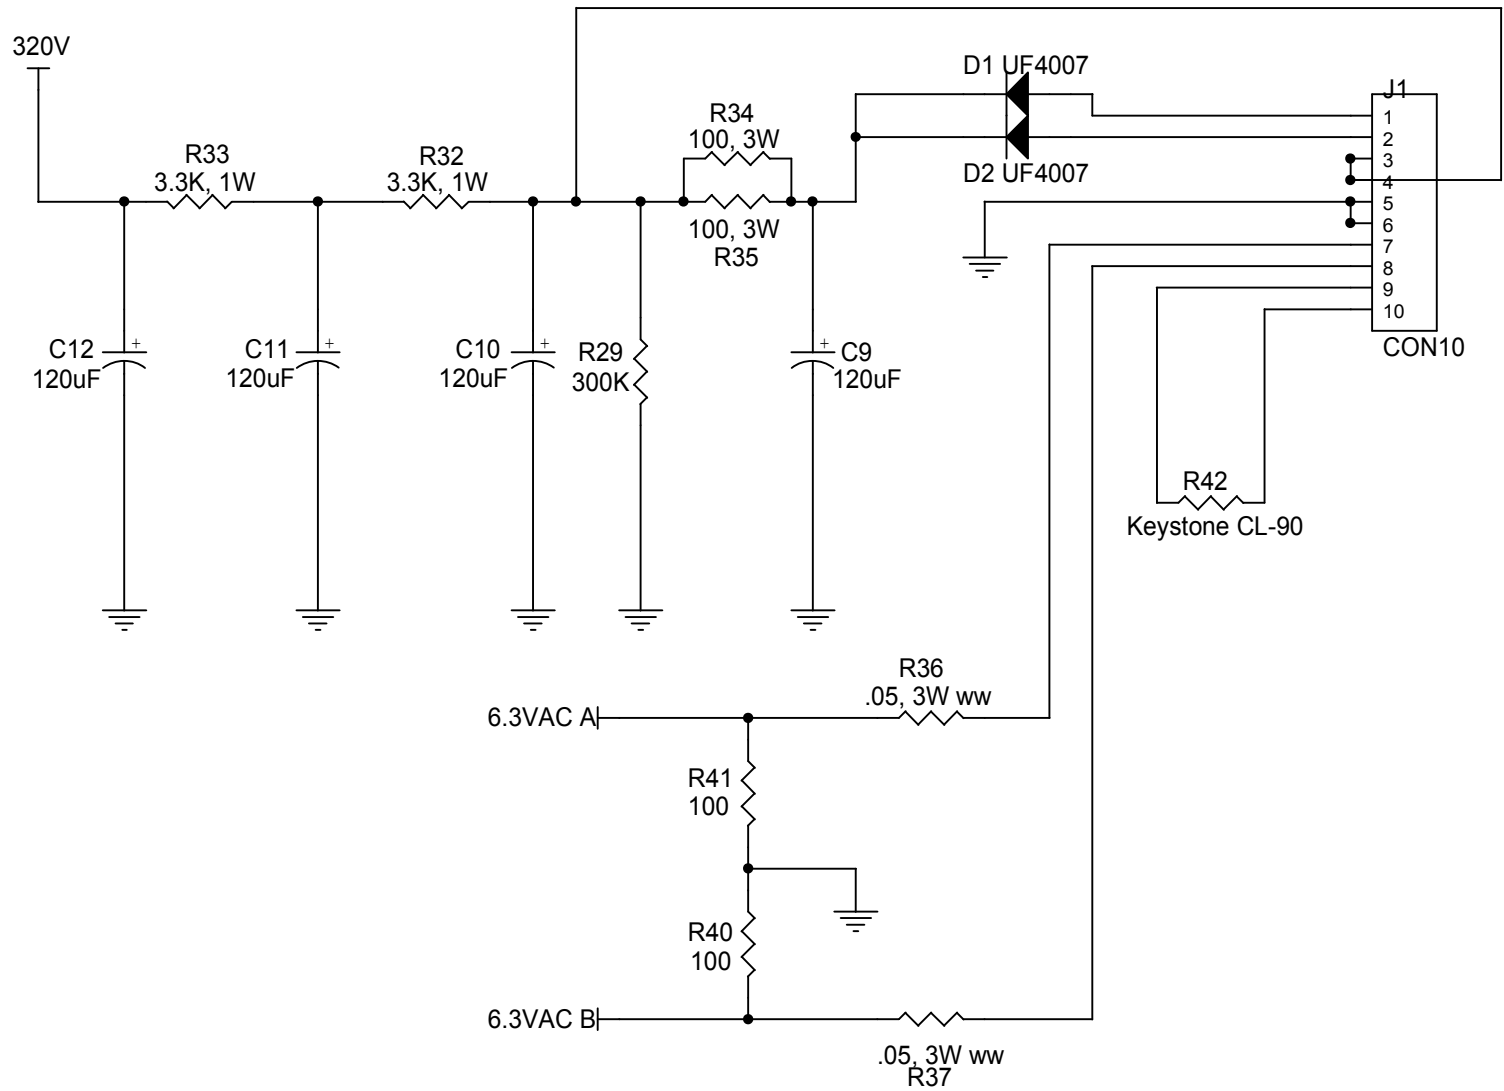 320V
D1 UF4007
J1
R34
100, 3W
1
2
R33
3.3K, 1W
R32
3.3K, 1W
D2 UF4007
3
4
5
6
7
8
9
10
100, 3W
R35
CON10
C12
120uF
+
C11
120uF
+
C10
120uF
+
R29
300K
+
C9
120uF
R42
Keystone CL-90
R36
.05, 3W ww
6.3VAC A
R41
100
R40
100
6.3VAC B
.05, 3W ww
R37